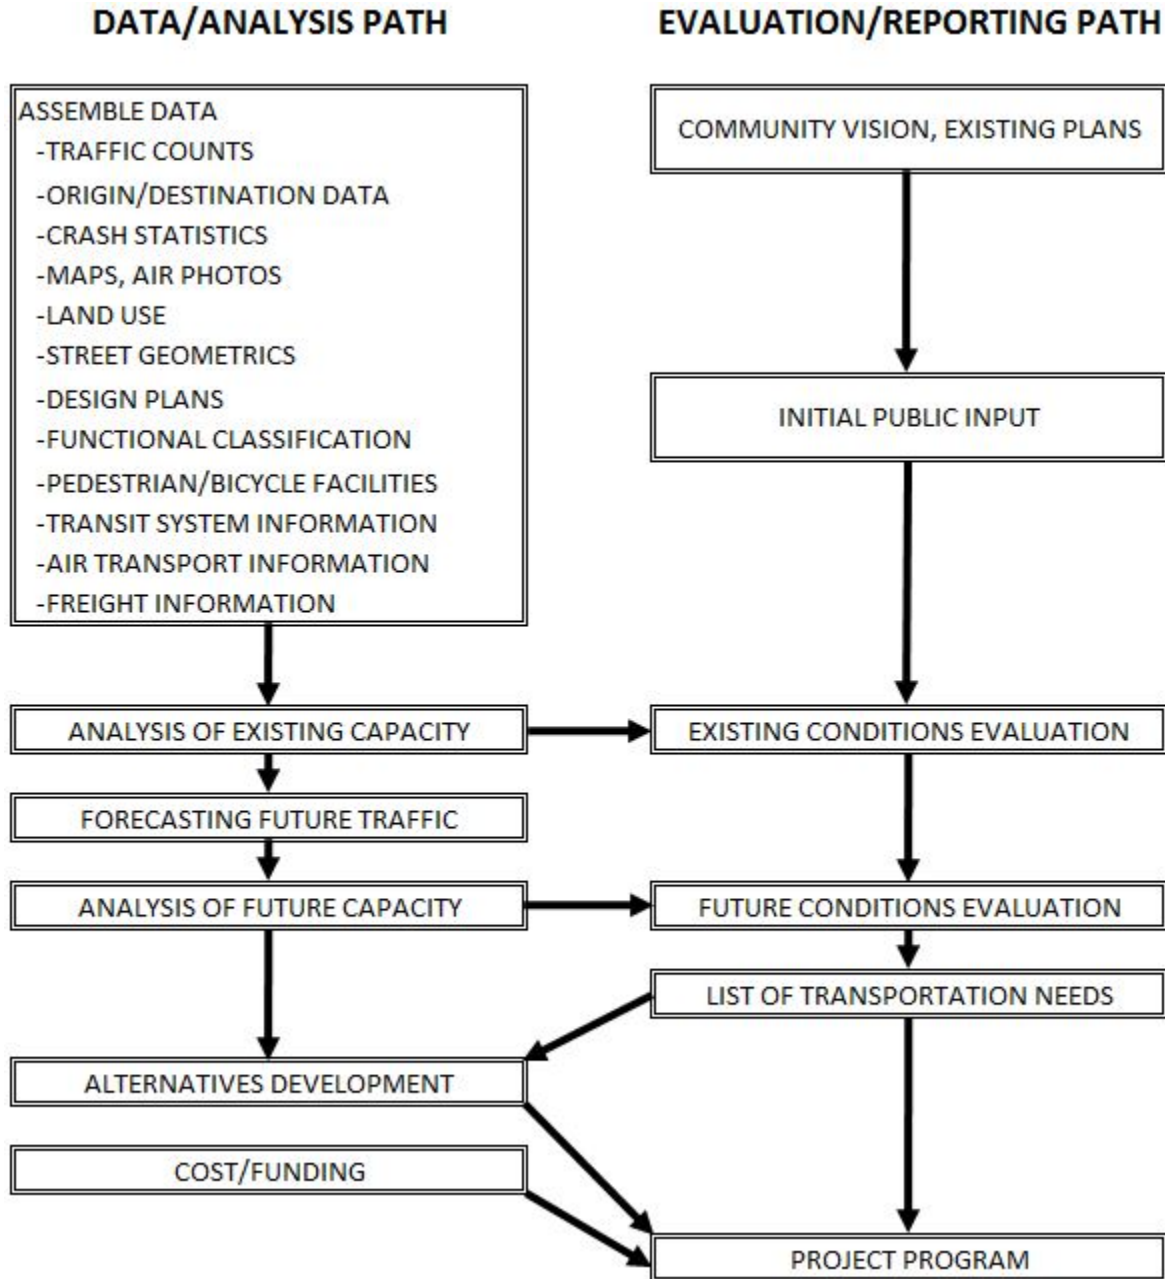 DATA/ANALYSIS PATH
ASSEMBLE DATA
-TRAFFIC COUNTS
-ORIGIN/DESTINATION DATA
-CRASH STATISTICS
-MAPS, AIR PHOTOS
-LAND USE
-STREET GEOMETRICS
-DESIGN PLANS
-FUNCTIONAL CLASSIFICATION
-PEDESTRIAN/BICYCLE FACILITIES
-TRANSIT SYSTEM INFORMATION
-AIR TRANSPORT INFORMATION
-FREIGHT INFORMATION
ANALYSIS OF EXISTING CAPACITY
FORECASTING FUTURE TRAFFIC
ANALYSIS OF FUTURE CAPACITY
ALTERNATIVES DEVELOPMENT
COST/FUNDING
EVALUATION/REPORTING PATH
COMMUNITY VISION, EXISTING PLANS
INITIAL PUBLIC INPUT
EXISTING CONDITIONS EVALUATION
FUTURE CONDITIONS EVALUATION
LIST OF TRANSPORTATION NEEDS
PROJECT PROGRAM